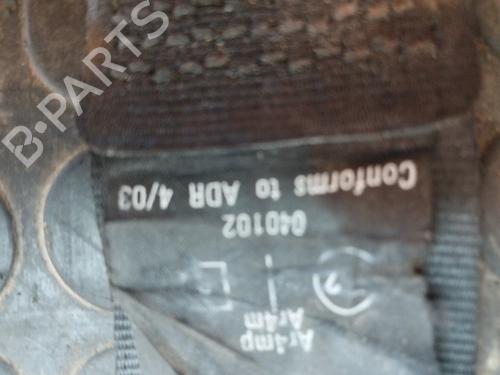 B-PARTS
Ar4mp
Ar4m
040102
Conforms to ADR 4/03